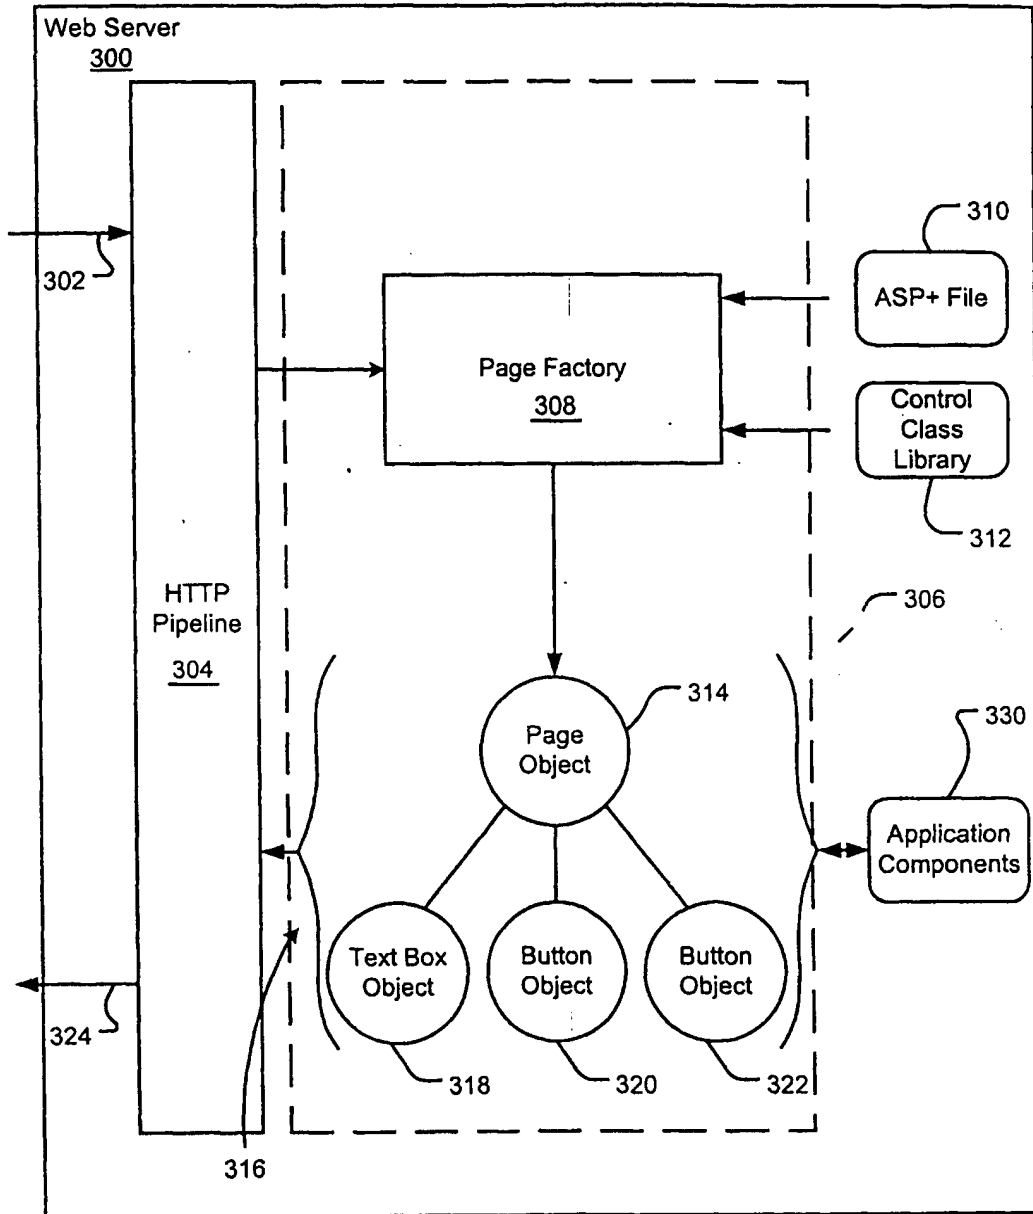 Web Server
300
310
302
ASP+ File
Page Factory
308
Control
Class
Library
312
HTTP
Pipeline
304
306
314
330
Page
Object
Application
Components
Text Box
Object
Button
Object
Button
Object
324
318
320
322
316